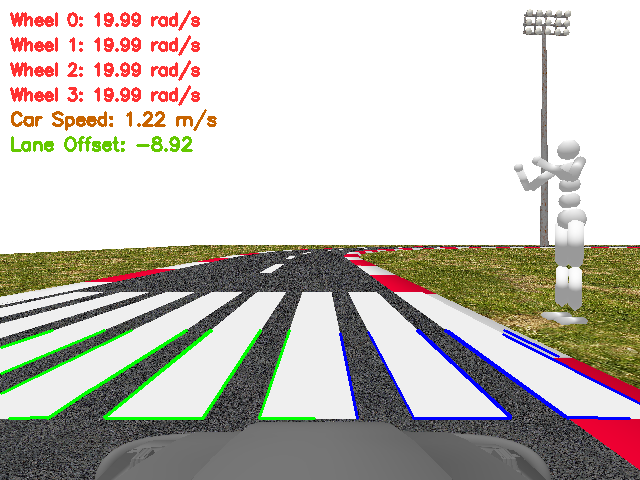 Wheel 0: 19.99 rad/s
Wheel 1: 19.99 rad/s
Wheel 2: 19.99 rad/s
Wheel 3: 19.99 rad/s
Car Speed: 1.22 m/s
Lane Offset: -8.92